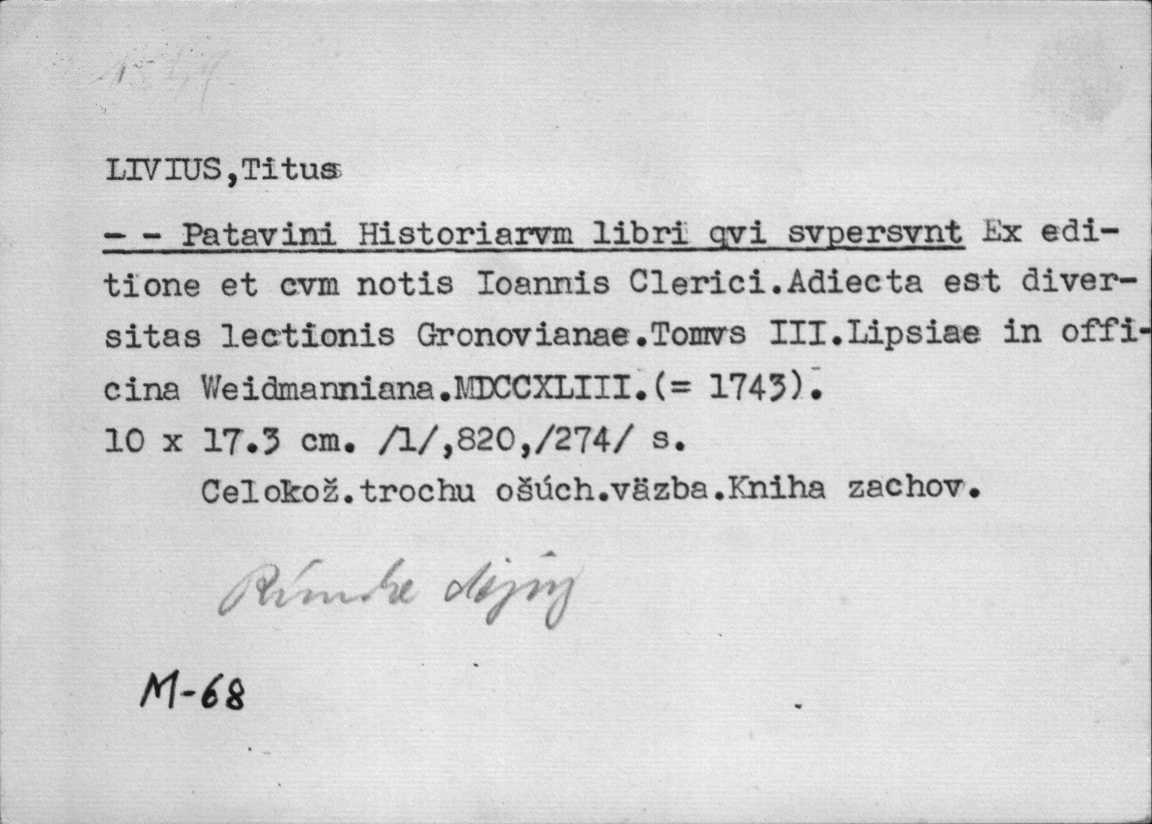 LIVIUS,Titus
- - Patavini Historiarvm libri qvi svpersvnt Ex edi-
tione et cvm notis Ioannis Clerici.Adiecta est diver-
sitas lectionis Gronovianae.Tomvs III.Lipsiae in offi-
cina Weidmanniana.MDCCXLIII.(= 1743).
10 x 17.3 cm. /1/,820,/274/ s.
Celokož.trochu ošúch.väzba.Kniha zachov.
Rímske dejiny
M-68